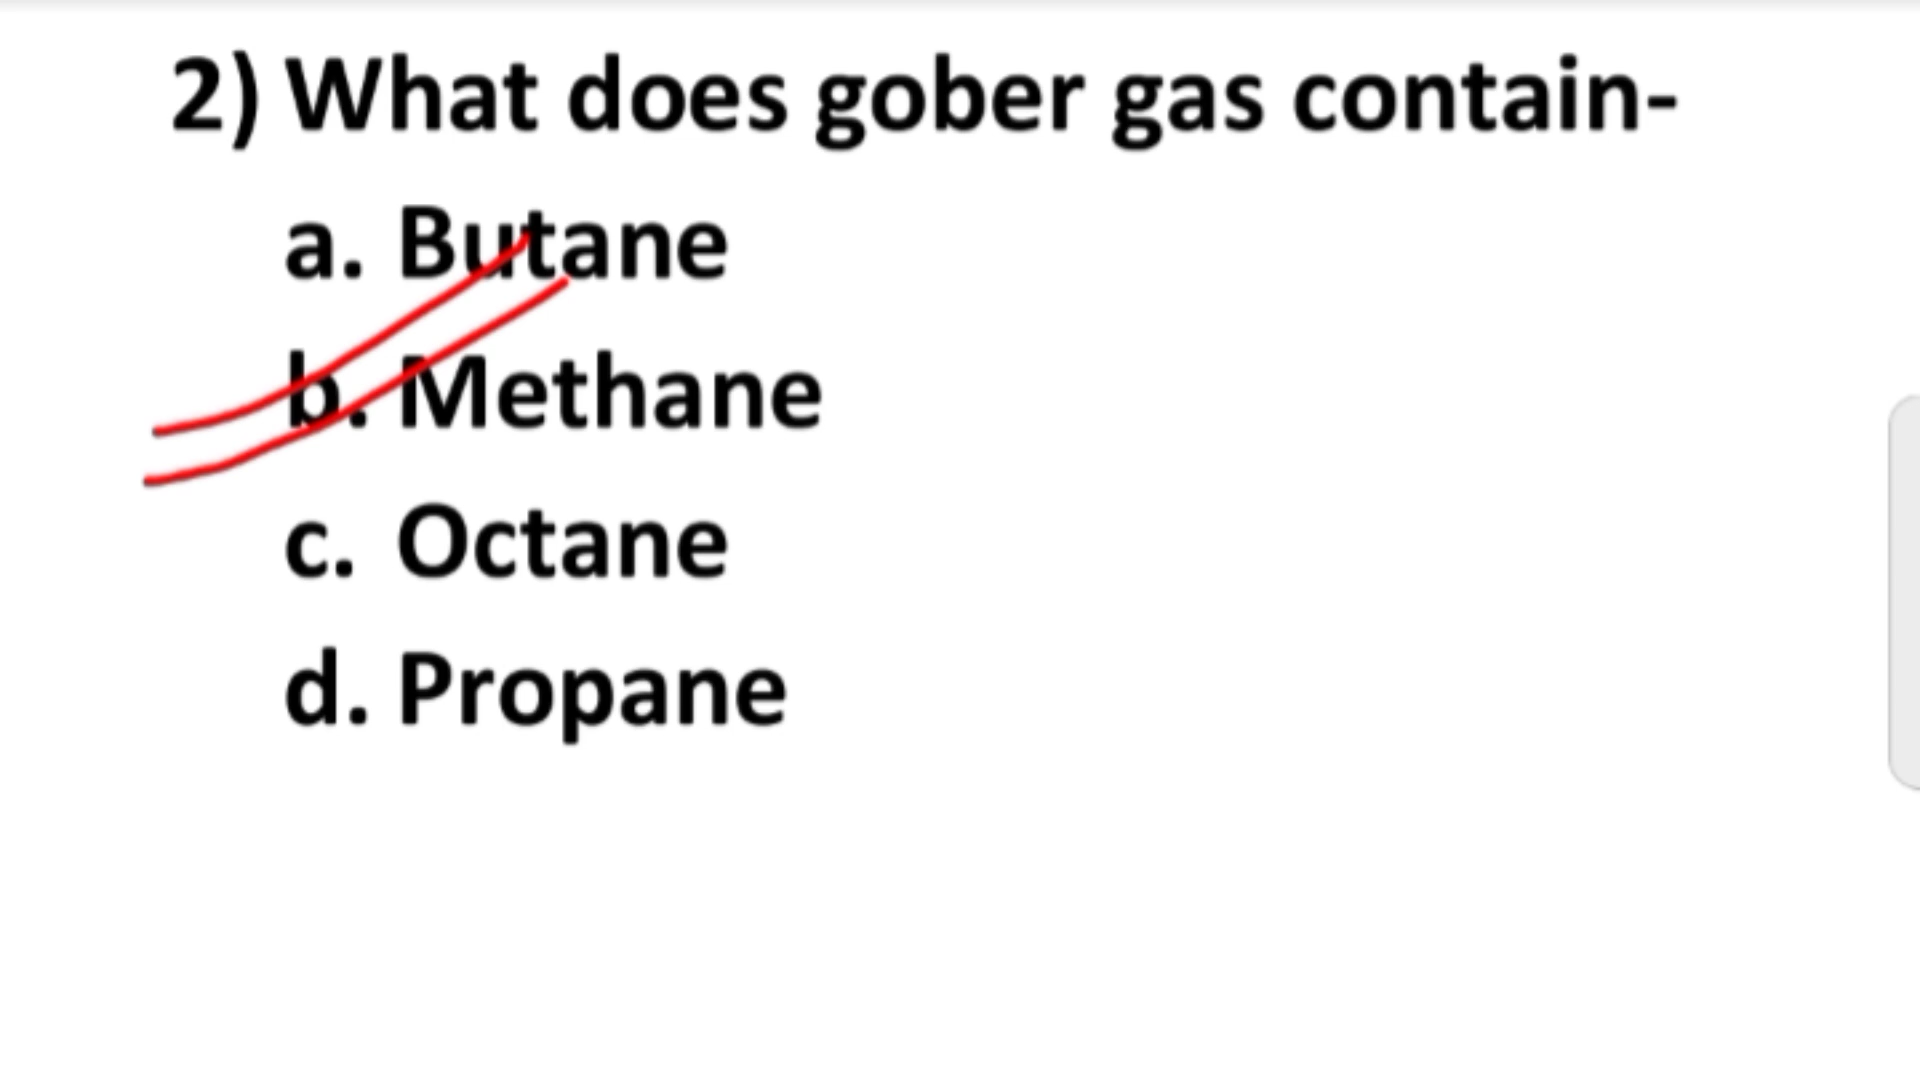 2) What does gober gas contain-
a. Butane
b. Methane
c. Octane
d. Propane